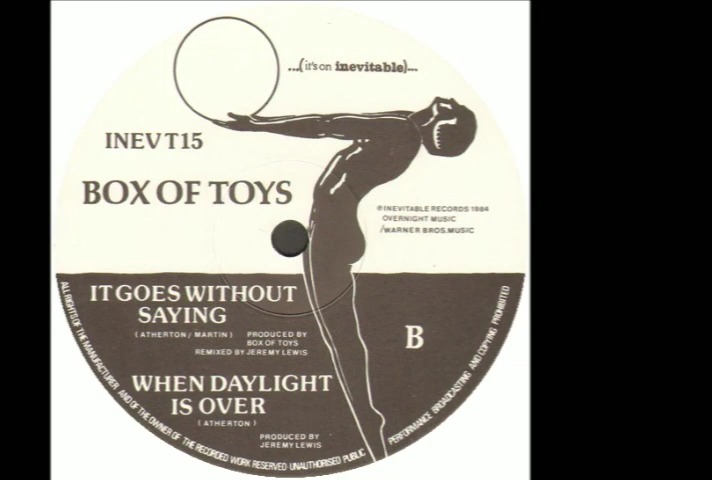 ...(it's on inevitable)...
INEV T15
BOX OF TOYS
℗ INEVITABLE RECORDS 1984
OVERNIGHT MUSIC
/WARNER BROS. MUSIC
IT GOES WITHOUT
SAYING
(ATHERTON / MARTIN) PRODUCED BY
BOX OF TOYS
REMIXED BY JEREMY LEWIS
B
WHEN DAYLIGHT
IS OVER
(ATHERTON)
PRODUCED BY
JEREMY LEWIS
ALL RIGHTS OF THE MANUFACTURER AND OF THE OWNER OF THE RECORDED WORK RESERVED UNAUTHORISED PUBLIC PERFORMANCE BROADCASTING AND COPYING PROHIBITED